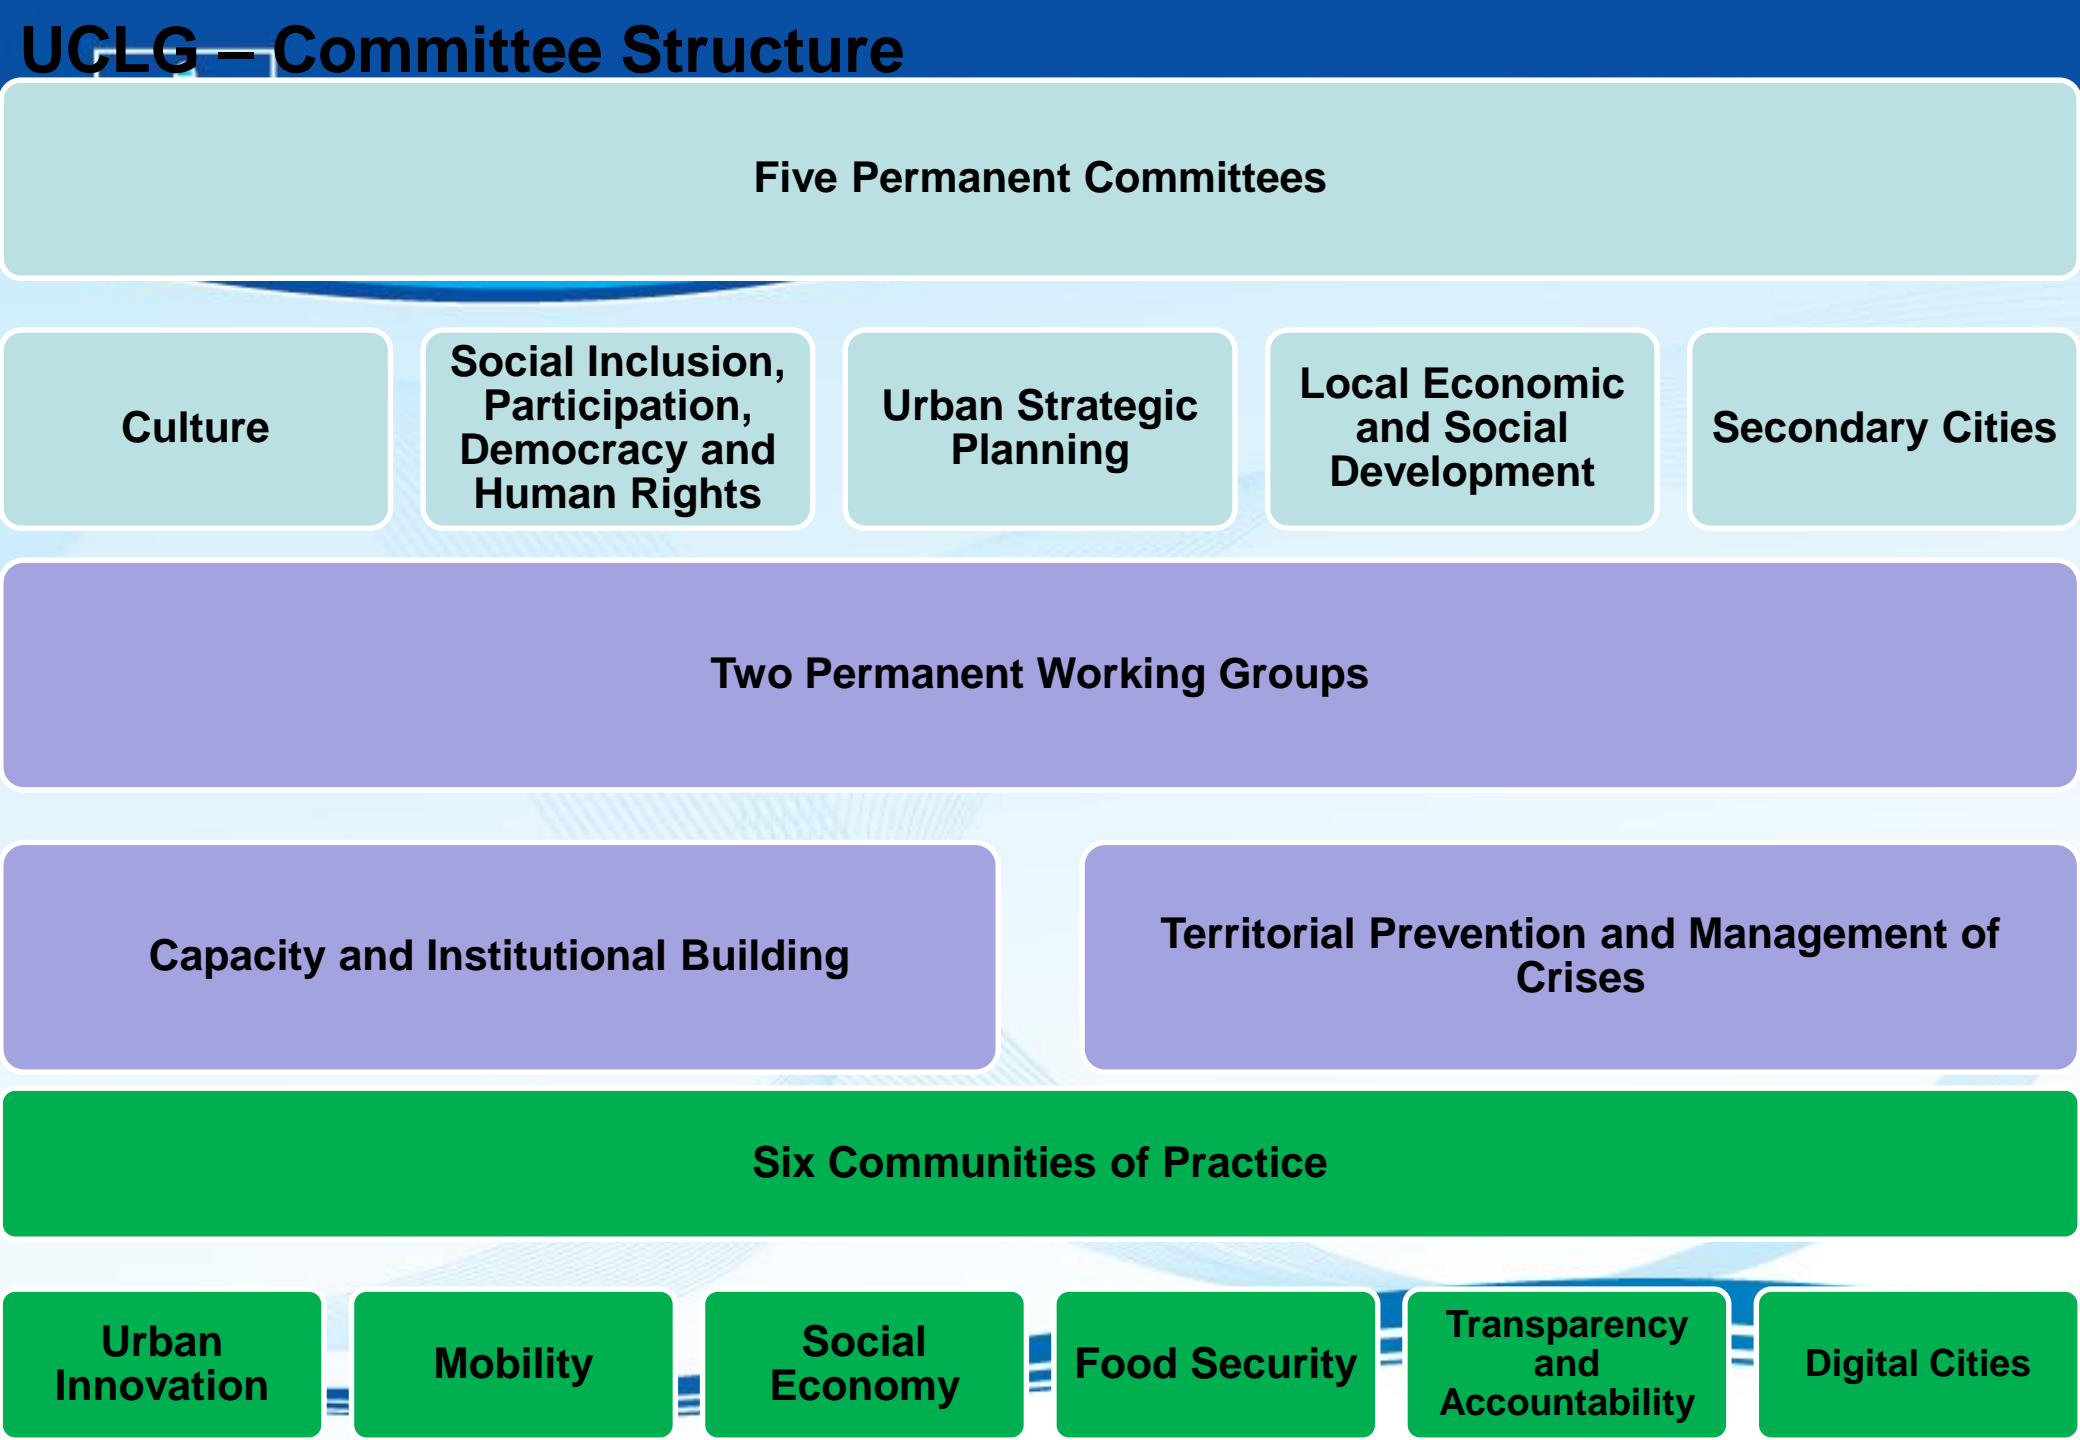 UCLG – Committee Structure
Five Permanent Committees
Culture
Social Inclusion,
Participation,
Democracy and
Human Rights
Urban Strategic
Planning
Local Economic
and Social
Development
Secondary Cities
Two Permanent Working Groups
Capacity and Institutional Building
Territorial Prevention and Management of
Crises
Six Communities of Practice
Urban
Innovation
Mobility
Social
Economy
Food Security
Transparency
and
Accountability
Digital Cities